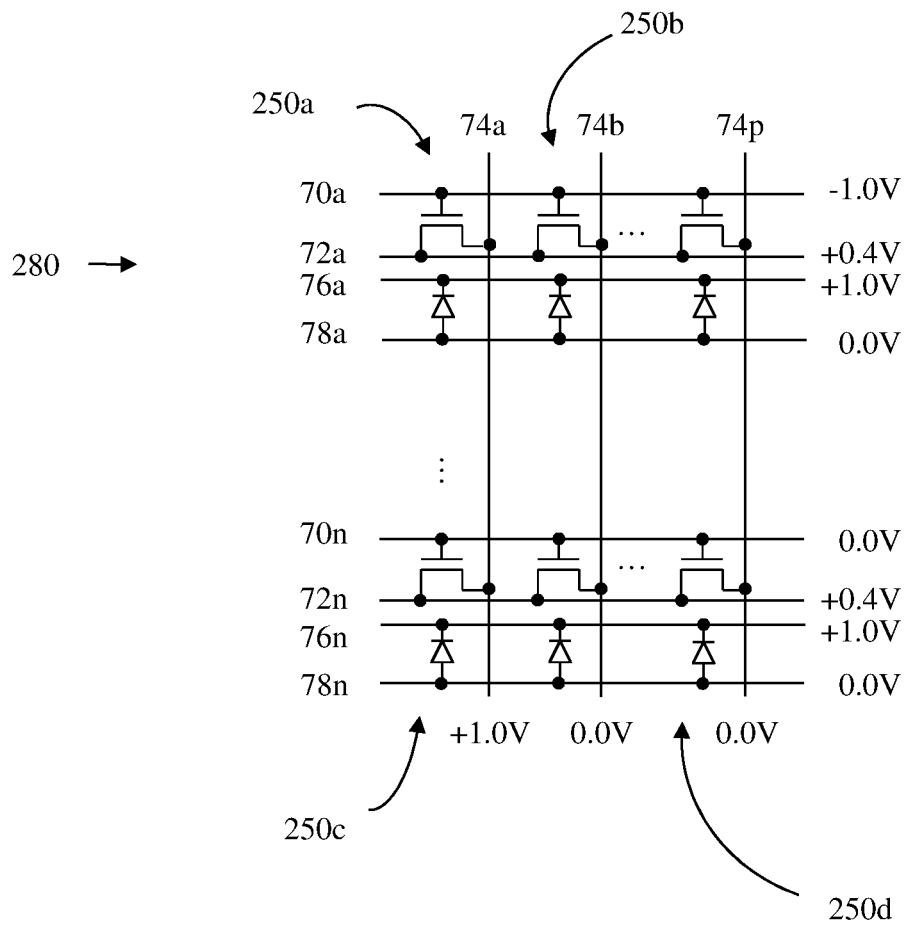 250b
250a
74a 74b 74p
70a -1.0V
...
72a +0.4V
280
76a +1.0V
78a 0.0V
...
70n 0.0V
...
72n +0.4V
76n +1.0V
78n 0.0V
+1.0V 0.0V 0.0V
250c
250d